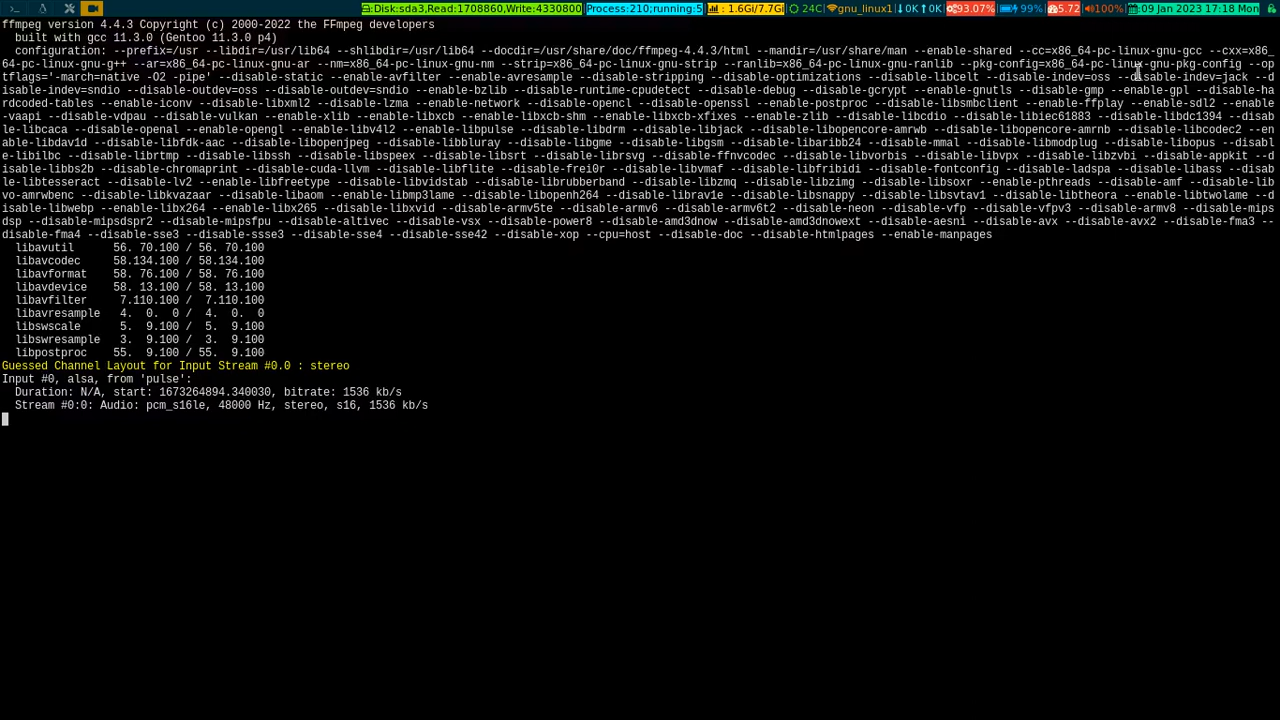 Disk:sda3,Read:1708860,Write:4330800 Process:210;running:5 : 1.6Gi/7.7Gi 24C gnu_linux1 0K 0K 93.07% 99% 5.72 100% :09 Jan 2023 17:18 Mon
ffmpeg version 4.4.3 Copyright (c) 2000-2022 the FFmpeg developers
  built with gcc 11.3.0 (Gentoo 11.3.0 p4)
  configuration: --prefix=/usr --libdir=/usr/lib64 --shlibdir=/usr/lib64 --docdir=/usr/share/doc/ffmpeg-4.4.3/html --mandir=/usr/share/man --enable-shared --cc=x86_64-pc-linux-gnu-gcc --cxx=x86_6
4-pc-linux-gnu-g++ --ar=x86_64-pc-linux-gnu-ar --nm=x86_64-pc-linux-gnu-nm --strip=x86_64-pc-linux-gnu-strip --ranlib=x86_64-pc-linux-gnu-ranlib --pkg-config=x86_64-pc-linux-gnu-pkg-config --op
tflags='-march=native -O2 -pipe' --disable-static --enable-avfilter --enable-avresample --disable-stripping --disable-optimizations --disable-libcelt --disable-indev=oss --disable-indev=jack --d
isable-indev=sndio --disable-outdev=oss --disable-outdev=sndio --enable-bzlib --disable-runtime-cpudetect --disable-debug --disable-gcrypt --enable-gnutls --disable-gmp --enable-gpl --disable-ha
rdcoded-tables --enable-iconv --disable-libxml2 --disable-lzma --enable-network --disable-opencl --disable-openssl --enable-postproc --disable-libsmbclient --enable-ffplay --enable-sdl2 --enable
-vaapi --disable-vdpau --disable-vulkan --enable-xlib --enable-libxcb --enable-libxcb-shm --enable-libxcb-xfixes --enable-zlib --disable-libcdio --disable-libiec61883 --disable-libdc1394 --disab
le-libcaca --disable-openal --enable-opengl --enable-libv4l2 --enable-libpulse --enable-libdrm --disable-libjack --disable-libopencore-amrwb --disable-libopencore-amrnb --disable-libcodec2 --en
able-libdav1d --disable-libfdk-aac --disable-libopenjpeg --enable-libbluray --disable-libgme --disable-libgsm --disable-libaribb24 --disable-mmal --disable-libmodplug --enable-libopus --disabl
e-libilbc --disable-librtmp --disable-libssh --disable-libspeex --disable-libsrt --enable-librsvg --disable-ffnvcodec --disable-libvorbis --disable-libvpx --disable-libzvbi --disable-appkit --d
isable-libbs2b --disable-chromaprint --disable-cuda-llvm --disable-libflite --disable-frei0r --disable-libvmaf --disable-libfribidi --disable-fontconfig --disable-ladspa --disable-libass --disab
le-libtesseract --disable-lv2 --enable-libfreetype --disable-libvidstab --disable-librubberband --disable-libzmq --disable-libzimg --disable-libsoxr --enable-pthreads --disable-amf --disable-lib
vo-amrwbenc --disable-libkvazaar --disable-libaom --enable-libmp3lame --disable-libopenh264 --disable-librav1e --disable-libsnappy --disable-libsvtav1 --disable-libtheora --enable-libtwolame --d
isable-libwebp --enable-libx264 --enable-libx265 --disable-libxvid --disable-armv5te --disable-armv6 --disable-armv6t2 --disable-neon --disable-vfp --disable-vfpv3 --disable-armv8 --disable-mips
dsp --disable-mipsdspr2 --disable-mipsfpu --disable-altivec --disable-vsx --disable-power8 --disable-amd3dnow --disable-amd3dnowext --disable-aesni --disable-avx --disable-avx2 --disable-fma3 --
disable-fma4 --disable-sse3 --disable-ssse3 --disable-sse4 --disable-sse42 --disable-xop --cpu=host --disable-doc --disable-htmlpages --enable-manpages
  libavutil      56. 70.100 / 56. 70.100
  libavcodec     58.134.100 / 58.134.100
  libavformat    58. 76.100 / 58. 76.100
  libavdevice    58. 13.100 / 58. 13.100
  libavfilter     7.110.100 /  7.110.100
  libavresample   4.  0.  0 /  4.  0.  0
  libswscale      5.  9.100 /  5.  9.100
  libswresample   3.  9.100 /  3.  9.100
  libpostproc    55.  9.100 / 55.  9.100
Guessed Channel Layout for Input Stream #0.0 : stereo
Input #0, alsa, from 'pulse':
  Duration: N/A, start: 1673264894.340030, bitrate: 1536 kb/s
  Stream #0:0: Audio: pcm_s16le, 48000 Hz, stereo, s16, 1536 kb/s